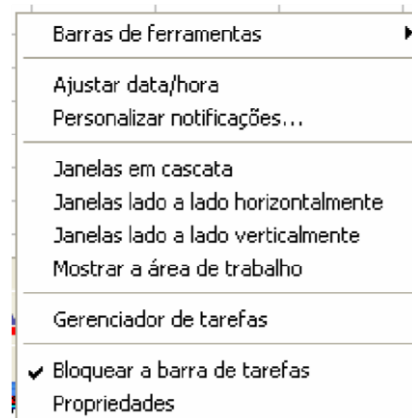 Barras de ferramentas
Ajustar data/hora
Personalizar notificações...
Janelas em cascata
Janelas lado a lado horizontalmente
Janelas lado a lado verticalmente
Mostrar a área de trabalho
Gerenciador de tarefas
Bloquear a barra de tarefas
Propriedades